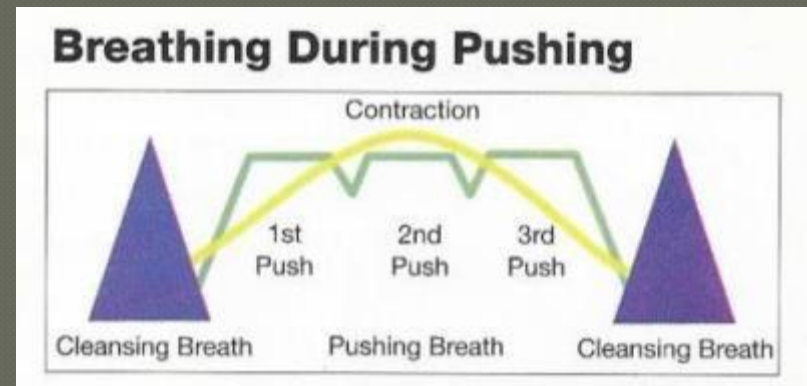 Breathing During Pushing
Contraction
1st
Push
2nd
Push
3rd
Push
Cleansing Breath
Pushing Breath
Cleansing Breath